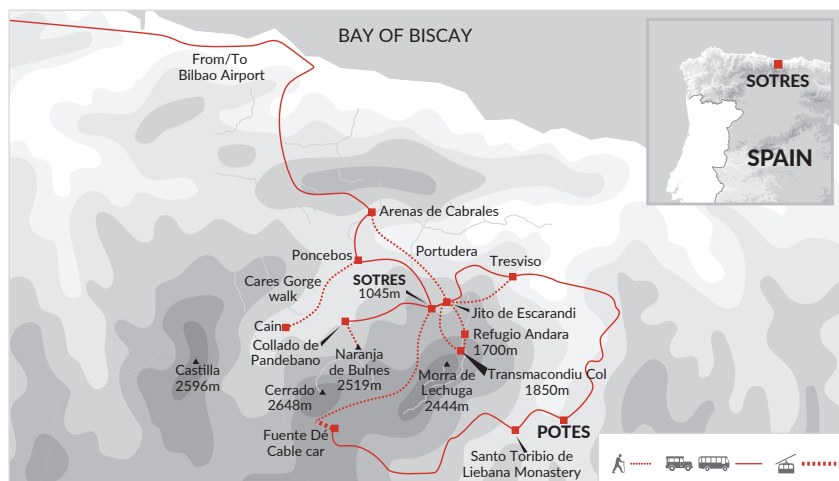 BAY OF BISCAY
From/To
Bilbao Airport
SOTRES
SPAIN
Arenas de Cabrales
Portudera
Poncebos
Tresviso
SOTRES
1045m
Cares Gorge
walk
Jito de Escarandi
Cain
Refugio Andara
1700m
Collado de
Pandebano
Naranja
de Bulnes
2519m
Castilla
2596m
Transmacondiu Col
1850m
Morra de
Lechuga
2444m
Cerrado
2648m
Fuente Dé
Cable car
POTES
Santo Toribio de
Liebana Monastery